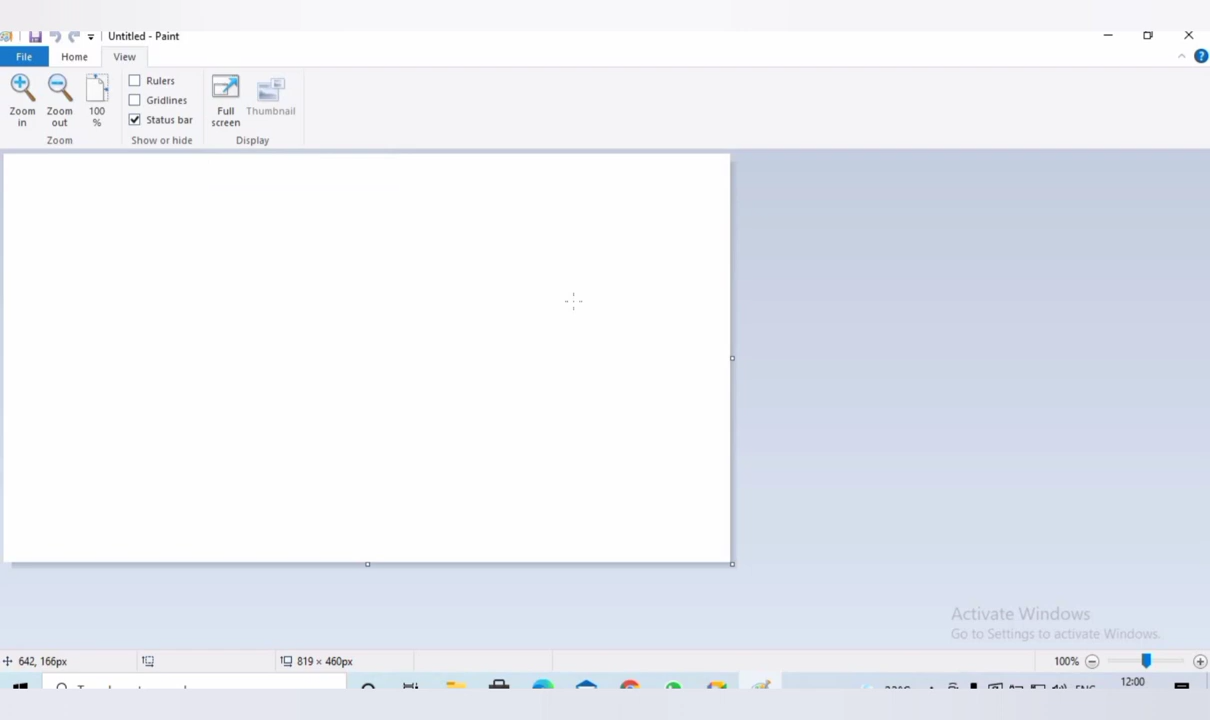 Untitled - Paint
File Home View
Zoom in
Zoom out
100 %
Rulers
Gridlines
Status bar
Full screen
Thumbnail
Zoom Show or hide Display
Activate Windows
Go to Settings to activate Windows.
642, 166px 819 × 460px 100%
12:00